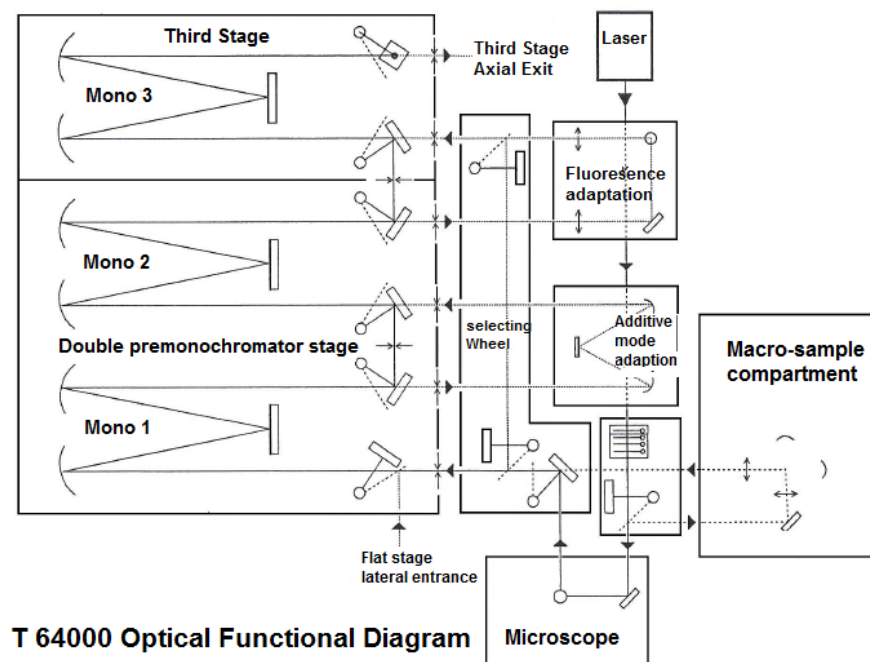 Third Stage
Third Stage
Axial Exit
Laser
Mono 3
Fluoresence
adaptation
Mono 2
selecting
Wheel
Additive
mode
adaption
Double premonochromator stage
Macro-sample
compartment
Mono 1
Flat stage
lateral entrance
T 64000 Optical Functional Diagram
Microscope